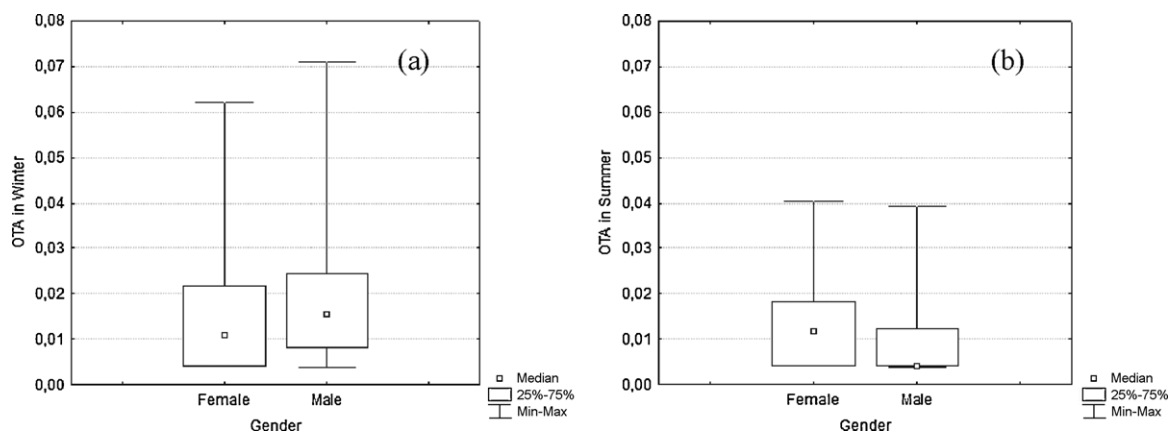 (a)
OTA in Winter
0,08
0,07
0,06
0,05
0,04
0,03
0,02
0,01
0,00
Female Male
Gender
Median
25%-75%
Min-Max
(b)
OTA in Summer
0,08
0,07
0,06
0,05
0,04
0,03
0,02
0,01
0,00
Female Male
Gender
Median
25%-75%
Min-Max